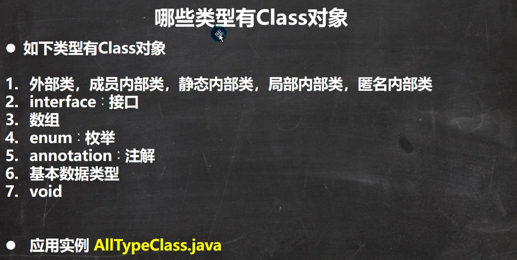 哪些类型有Class对象
● 如下类型有Class对象
1. 外部类，成员内部类，静态内部类，局部内部类，匿名内部类
2. interface：接口
3. 数组
4. enum：枚举
5. annotation：注解
6. 基本数据类型
7. void
● 应用实例 AllTypeClass.java